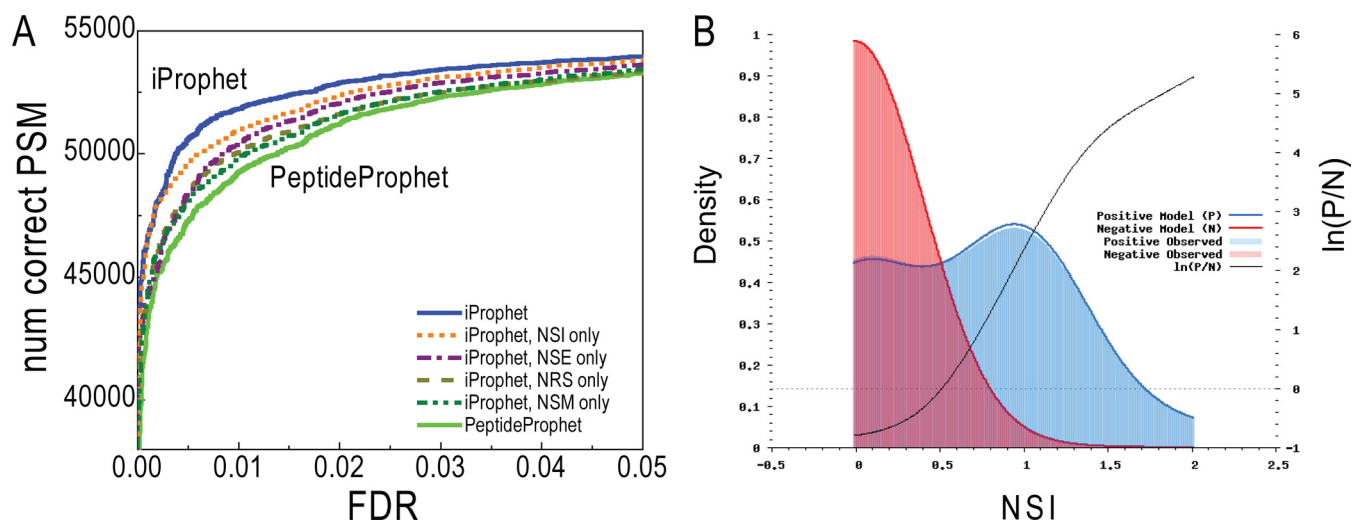 A
55000
50000
45000
40000
num correct PSM
iProphet
PeptideProphet
iProphet
iProphet, NSI only
iProphet, NSE only
iProphet, NRS only
iProphet, NSM only
PeptideProphet
0.00
0.01
0.02
0.03
0.04
0.05
FDR
B
1
0.9
0.8
0.7
0.6
0.5
0.4
0.3
0.2
0.1
0
Density
Positive Model (P)
Negative Model (N)
Positive Observed
Negative Observed
ln(P/N)
6
5
4
3
2
1
0
-1
ln(P/N)
-0.5
0
0.5
1
1.5
2
2.5
NSI